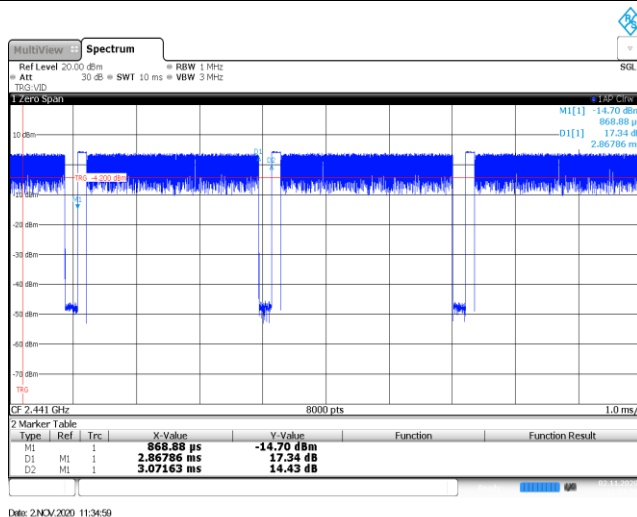 MultiView Spectrum
Ref Level 20.00 dBm RBW 1 MHz SGL
Att 30 dB SWT 10 ms VBW 3 MHz
TRG:VID
1 Zero Span 1AP Clrw
M1[1] -14.70 dBm
868.88 µs
D1[1] 17.34 dB
2.86786 ms
10 dBm
D1
D2
TRG -4.200 dBm
-10 dBm
M1
-20 dBm
-30 dBm
-40 dBm
-50 dBm
-60 dBm
-70 dBm
TRG
CF 2.441 GHz 8000 pts 1.0 ms/
2 Marker Table
Type Ref Trc X-Value Y-Value Function Function Result
M1 1 868.88 µs -14.70 dBm
D1 M1 1 2.86786 ms 17.34 dB
D2 M1 1 3.07163 ms 14.43 dB
Date: 2.NOV.2020 11:34:59